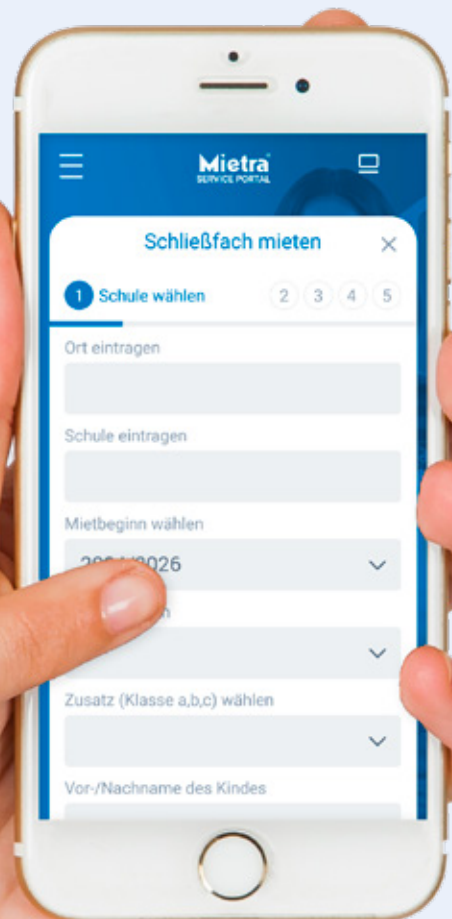 Mietra
SERVICE PORTAL
Schließfach mieten
1 Schule wählen 2 3 4 5
Ort eintragen
Schule eintragen
Mietbeginn wählen
Zusatz (Klasse a,b,c) wählen
Vor-/Nachname des Kindes